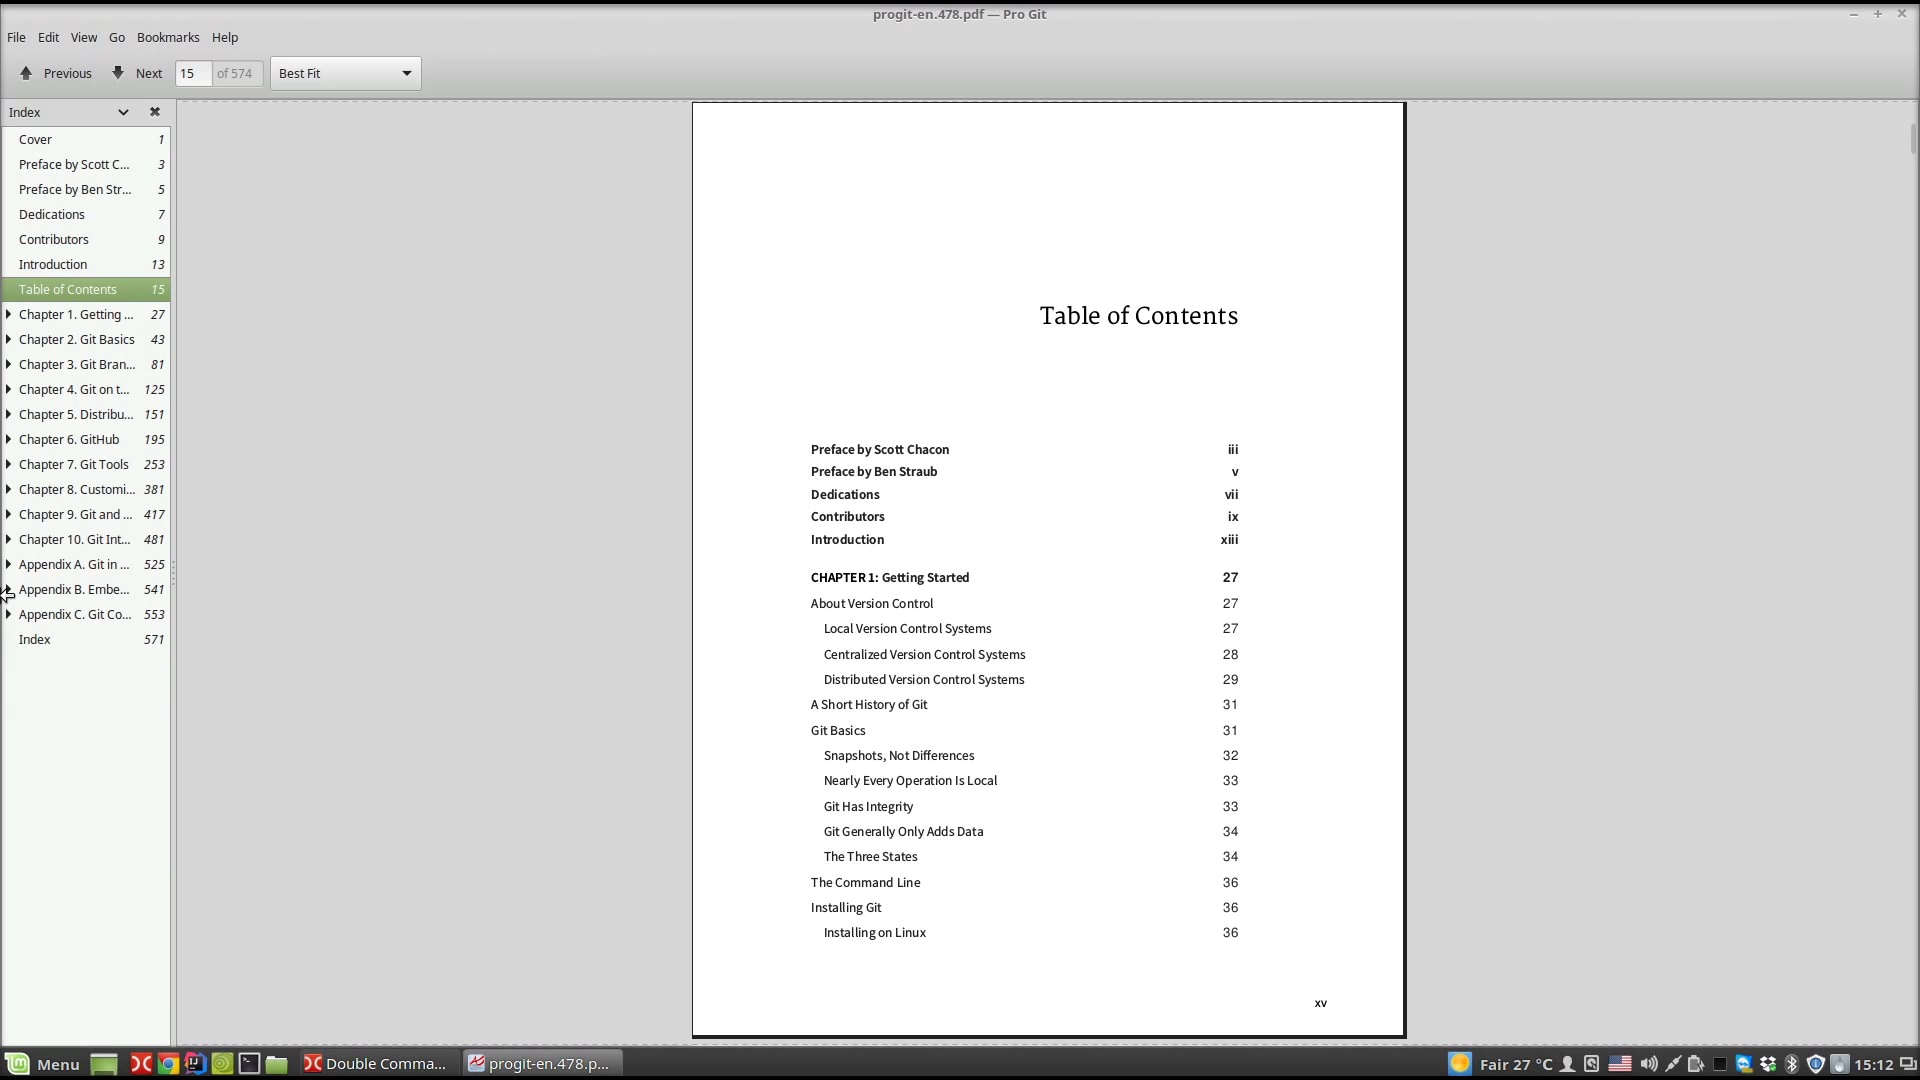 progit-en.478.pdf — Pro Git
File Edit View Go Bookmarks Help
Previous Next 15 of 574 Best Fit
Index
Cover 1
Preface by Scott C... 3
Preface by Ben Str... 5
Dedications 7
Contributors 9
Introduction 13
Table of Contents 15
Chapter 1. Getting ... 27
Chapter 2. Git Basics 43
Chapter 3. Git Bran... 81
Chapter 4. Git on t... 125
Chapter 5. Distribu... 151
Chapter 6. GitHub 195
Chapter 7. Git Tools 253
Chapter 8. Customi... 381
Chapter 9. Git and ... 417
Chapter 10. Git Int... 481
Appendix A. Git in ... 525
Appendix B. Embe... 541
Appendix C. Git Co... 553
Index 571
Table of Contents
Preface by Scott Chacon iii
Preface by Ben Straub v
Dedications vii
Contributors ix
Introduction xiii
CHAPTER 1: Getting Started 27
About Version Control 27
Local Version Control Systems 27
Centralized Version Control Systems 28
Distributed Version Control Systems 29
A Short History of Git 31
Git Basics 31
Snapshots, Not Differences 32
Nearly Every Operation Is Local 33
Git Has Integrity 33
Git Generally Only Adds Data 34
The Three States 34
The Command Line 36
Installing Git 36
Installing on Linux 36
xv
Menu Double Comma... progit-en.478.p... Fair 27 °C 15:12